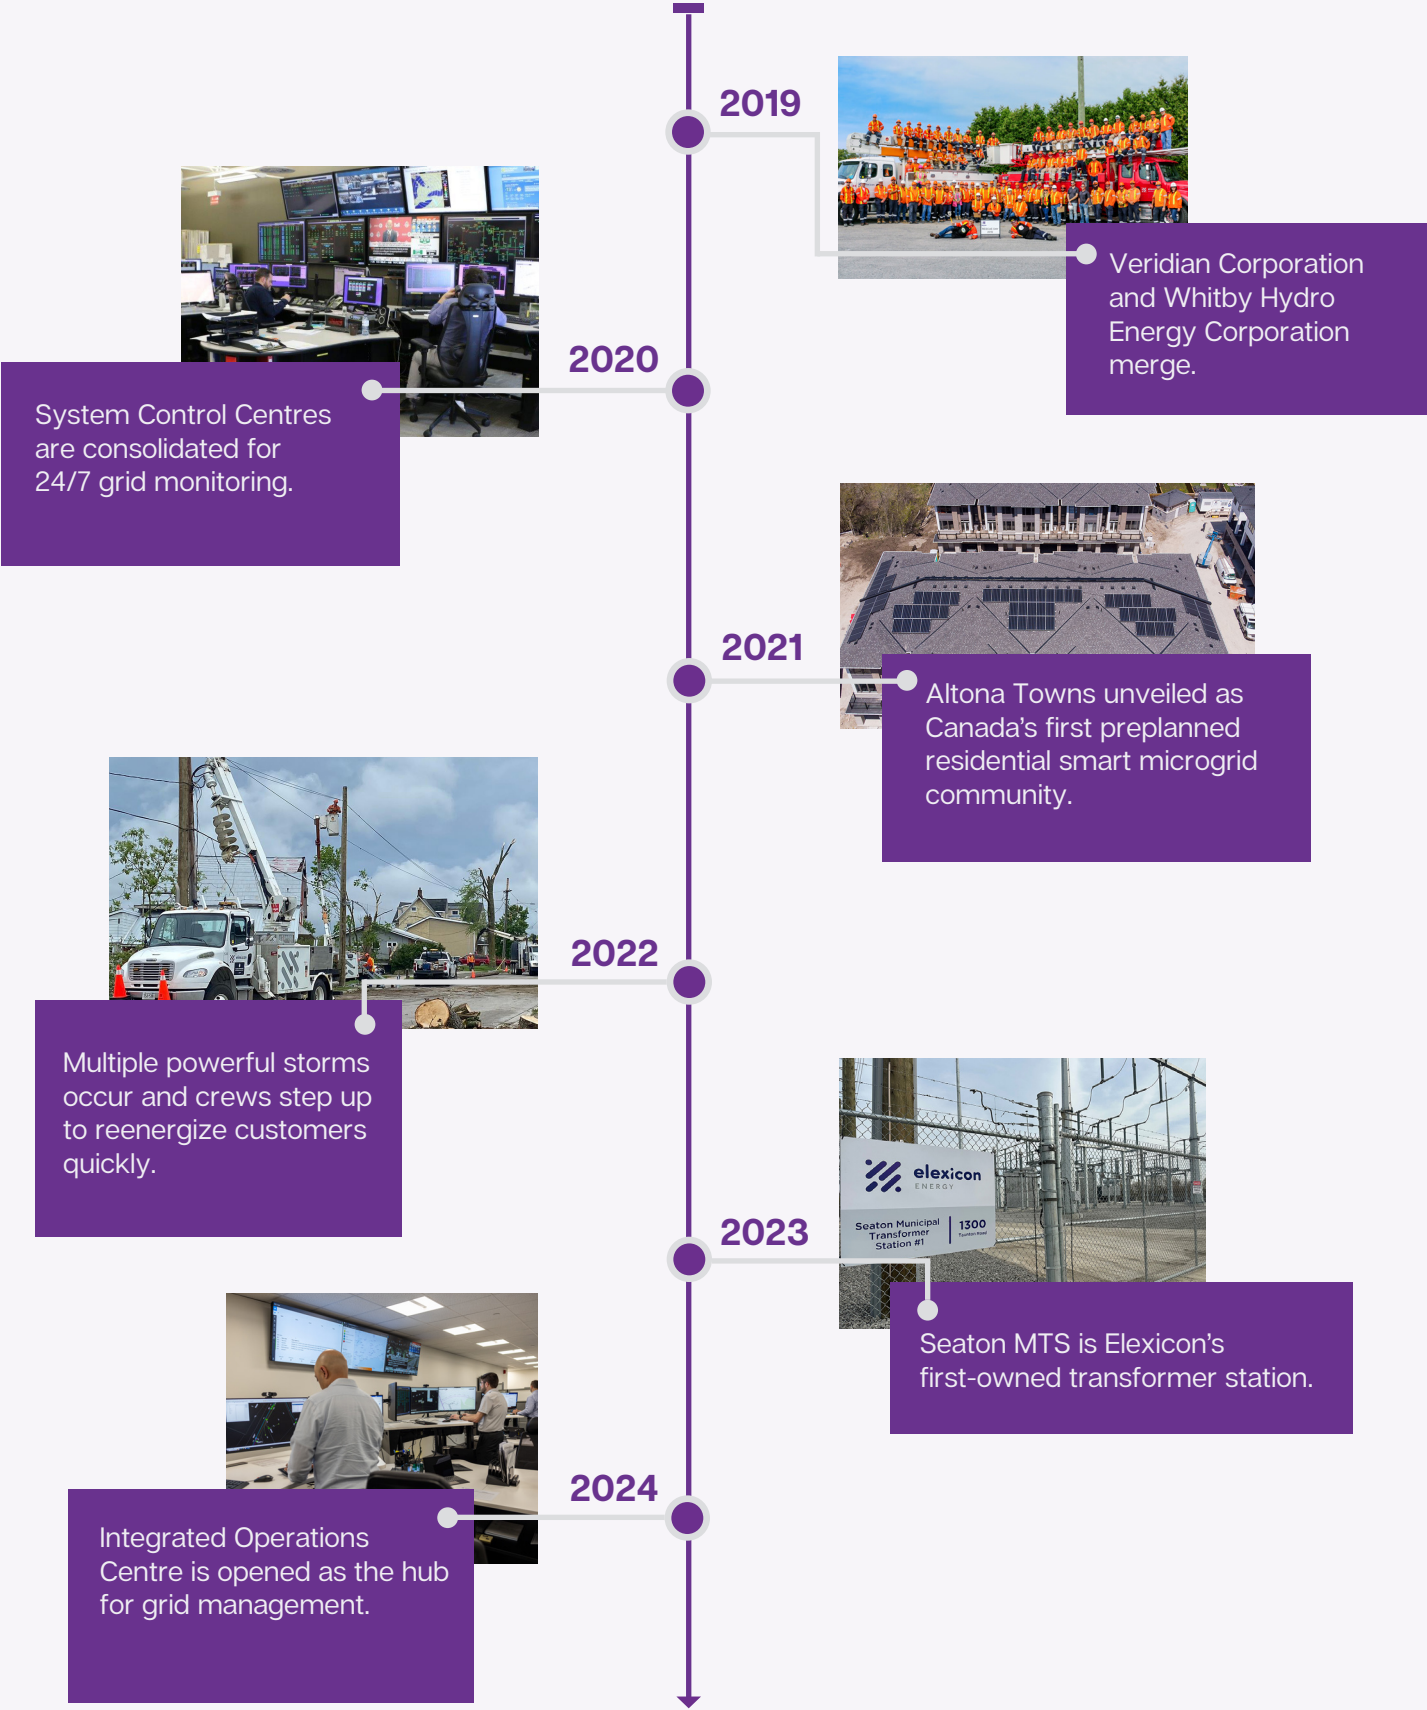 2019
Veridian Corporation
and Whitby Hydro
Energy Corporation
merge.
2020
System Control Centres
are consolidated for
24/7 grid monitoring.
2021
Altona Towns unveiled as
Canada’s first preplanned
residential smart microgrid
community.
2022
Multiple powerful storms
occur and crews step up
to reenergize customers
quickly.
2023
elexicon
ENERGY
Seaton Municipal
Transformer
Station #1
1300
Taunton Road
Seaton MTS is Elexicon’s
first-owned transformer station.
2024
Integrated Operations
Centre is opened as the hub
for grid management.